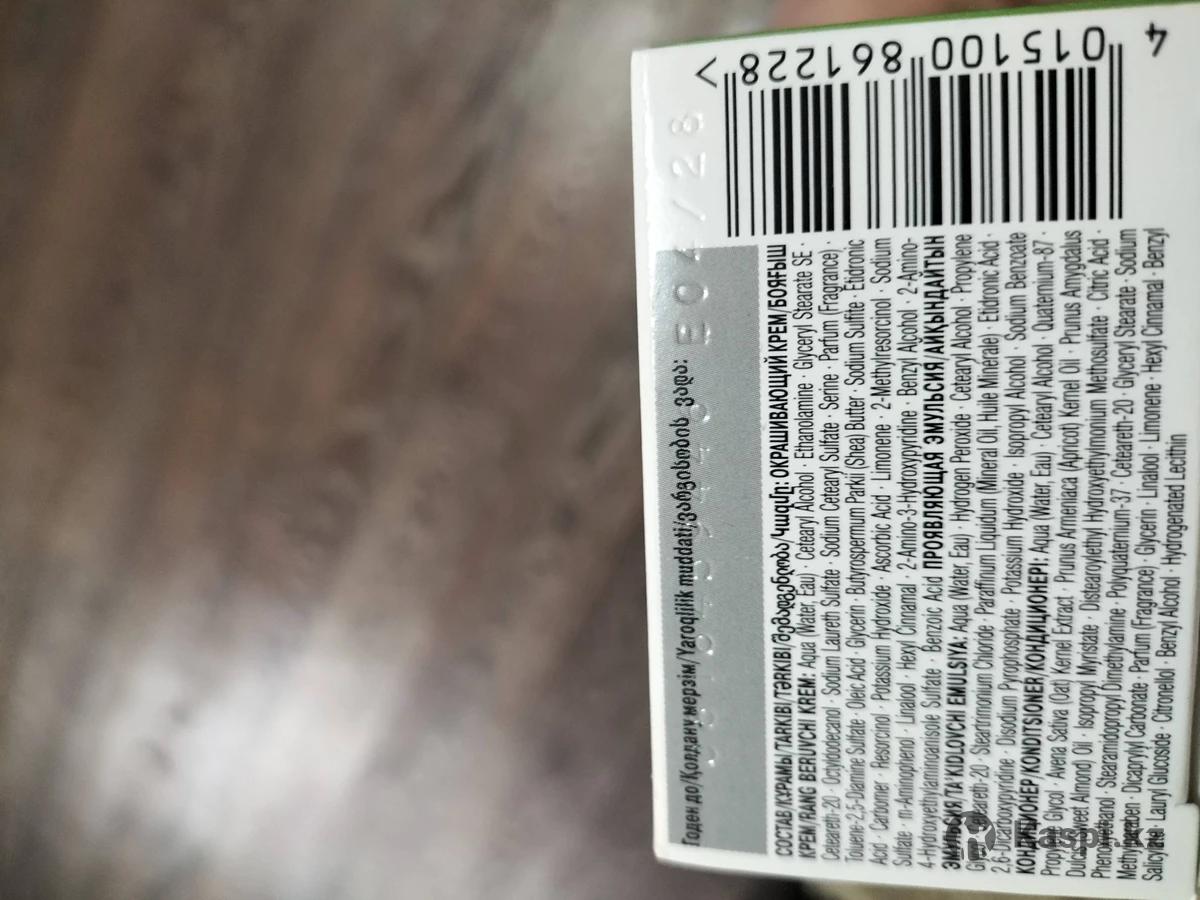 Годен до/Қолдану мерзім/Yaroqlilik muddati/ვარგისობის ვადა:
E04/28
СОСТАВ/ҚҰРАМЫ/TARKIBI/TƏRKIBI/შემადგენლობა/Կազմը: ОКРАШИВАЮЩИЙ КРЕМ/БОЯҒЫШ
КРЕМ/RANG BERUVCHI KREM: Aqua (Water, Eau) · Cetearyl Alcohol · Ethanolamine · Glyceryl Stearate SE ·
Ceteareth-20 · Octyldodecanol · Sodium Laureth Sulfate · Sodium Cetearyl Sulfate · Serine · Parfum (Fragrance) ·
Toluene-2,5-Diamine Sulfate · Oleic Acid · Glycerin · Butyrospermum Parkii (Shea) Butter · Sodium Sulfite · Etidronic
Acid · Carbomer · Resorcinol · Potassium Hydroxide · Ascorbic Acid · Limonene · 2-Methylresorcinol · Sodium
Sulfate · m-Aminophenol · Linalool · Hexyl Cinnamal · 2-Amino-3-Hydroxypyridine · Benzyl Alcohol · 2-Amino-
4-Hydroxyethylaminoanisole Sulfate · Benzoic Acid ПРОЯВЛЯЮЩАЯ ЭМУЛЬСИЯ/АЙҚЫНДАЙТЫН
ЭМУЛЬСИЯ/TA'KIDLOVCHI EMULSIYA: Aqua (Water, Eau) · Hydrogen Peroxide · Cetearyl Alcohol · Propylene
Ceteareth-20 · Steartrimonium Chloride · Paraffinum Liquidum (Mineral Oil, Huile Minerale) · Etidronic Acid ·
2,6-Dicarboxypyridine · Disodium Pyrophosphate · Potassium Hydroxide · Isopropyl Alcohol · Sodium Benzoate
КОНДИЦИОНЕР/KONDITSIONER/КОНДИЦИОНЕРІ: Aqua (Water, Eau) · Cetearyl Alcohol · Quaternium-87 ·
Propylene Glycol · Avena Sativa (Oat) Kernel Extract · Prunus Armeniaca (Apricot) Kernel Oil · Prunus Amygdalus
Dulcis (Sweet Almond) Oil · Isopropyl Myristate · Distearoylethyl Hydroxyethylmonium Methosulfate · Citric Acid ·
Phenoxyethanol · Stearamidopropyl Dimethylamine · Polyquaternium-37 · Ceteareth-20 · Glyceryl Stearate · Sodium
Methylparaben · Dicaprylyl Carbonate · Parfum (Fragrance) · Glycerin · Linalool · Limonene · Hexyl Cinnamal · Benzyl
Salicylate · Lauryl Glucoside · Citronellol · Benzyl Alcohol · Hydrogenated Lecithin
4 015100 861228 >
Kaspi.kz